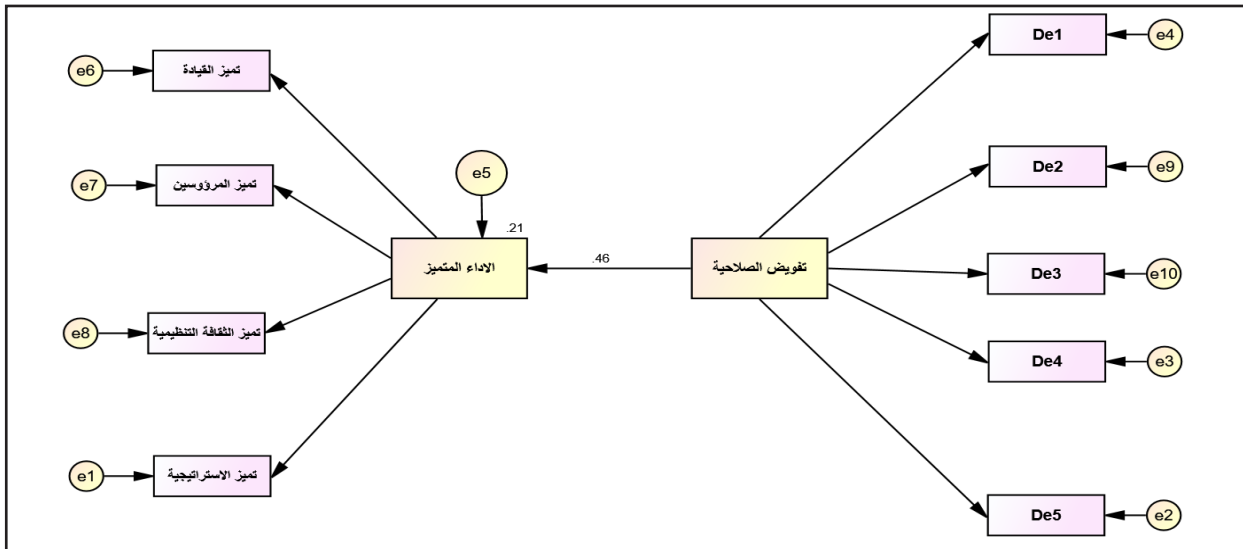 e6
تميز القيادة
De1
e4
e7
تميز المرؤوسين
e5
De2
e9
.21
الاداء المتميز
.46
تفويض الصلاحية
De3
e10
e8
تميز الثقافة التنظيمية
De4
e3
e1
تميز الاستراتيجية
De5
e2